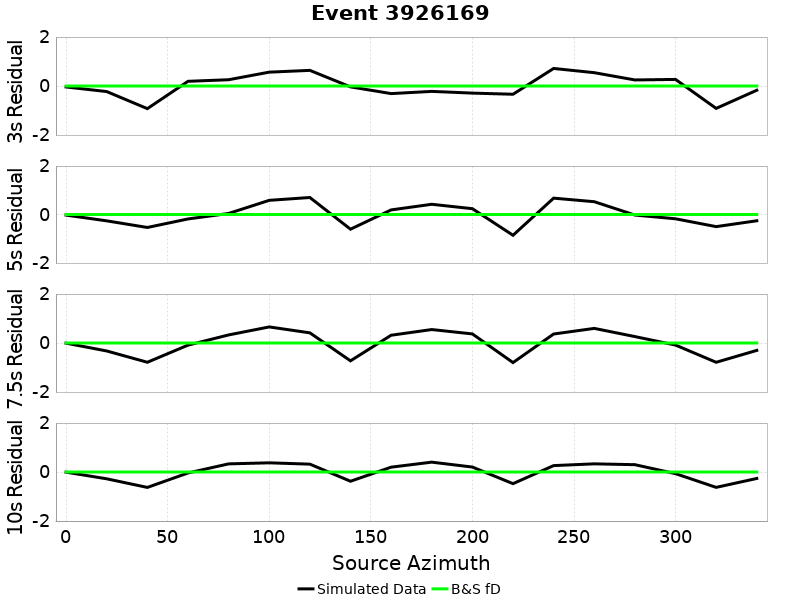 Event 3926169
3s Residual
2
0
-2
5s Residual
2
0
-2
7.5s Residual
2
0
-2
10s Residual
2
0
-2
0 50 100 150 200 250 300
Source Azimuth
Simulated Data B&S fD